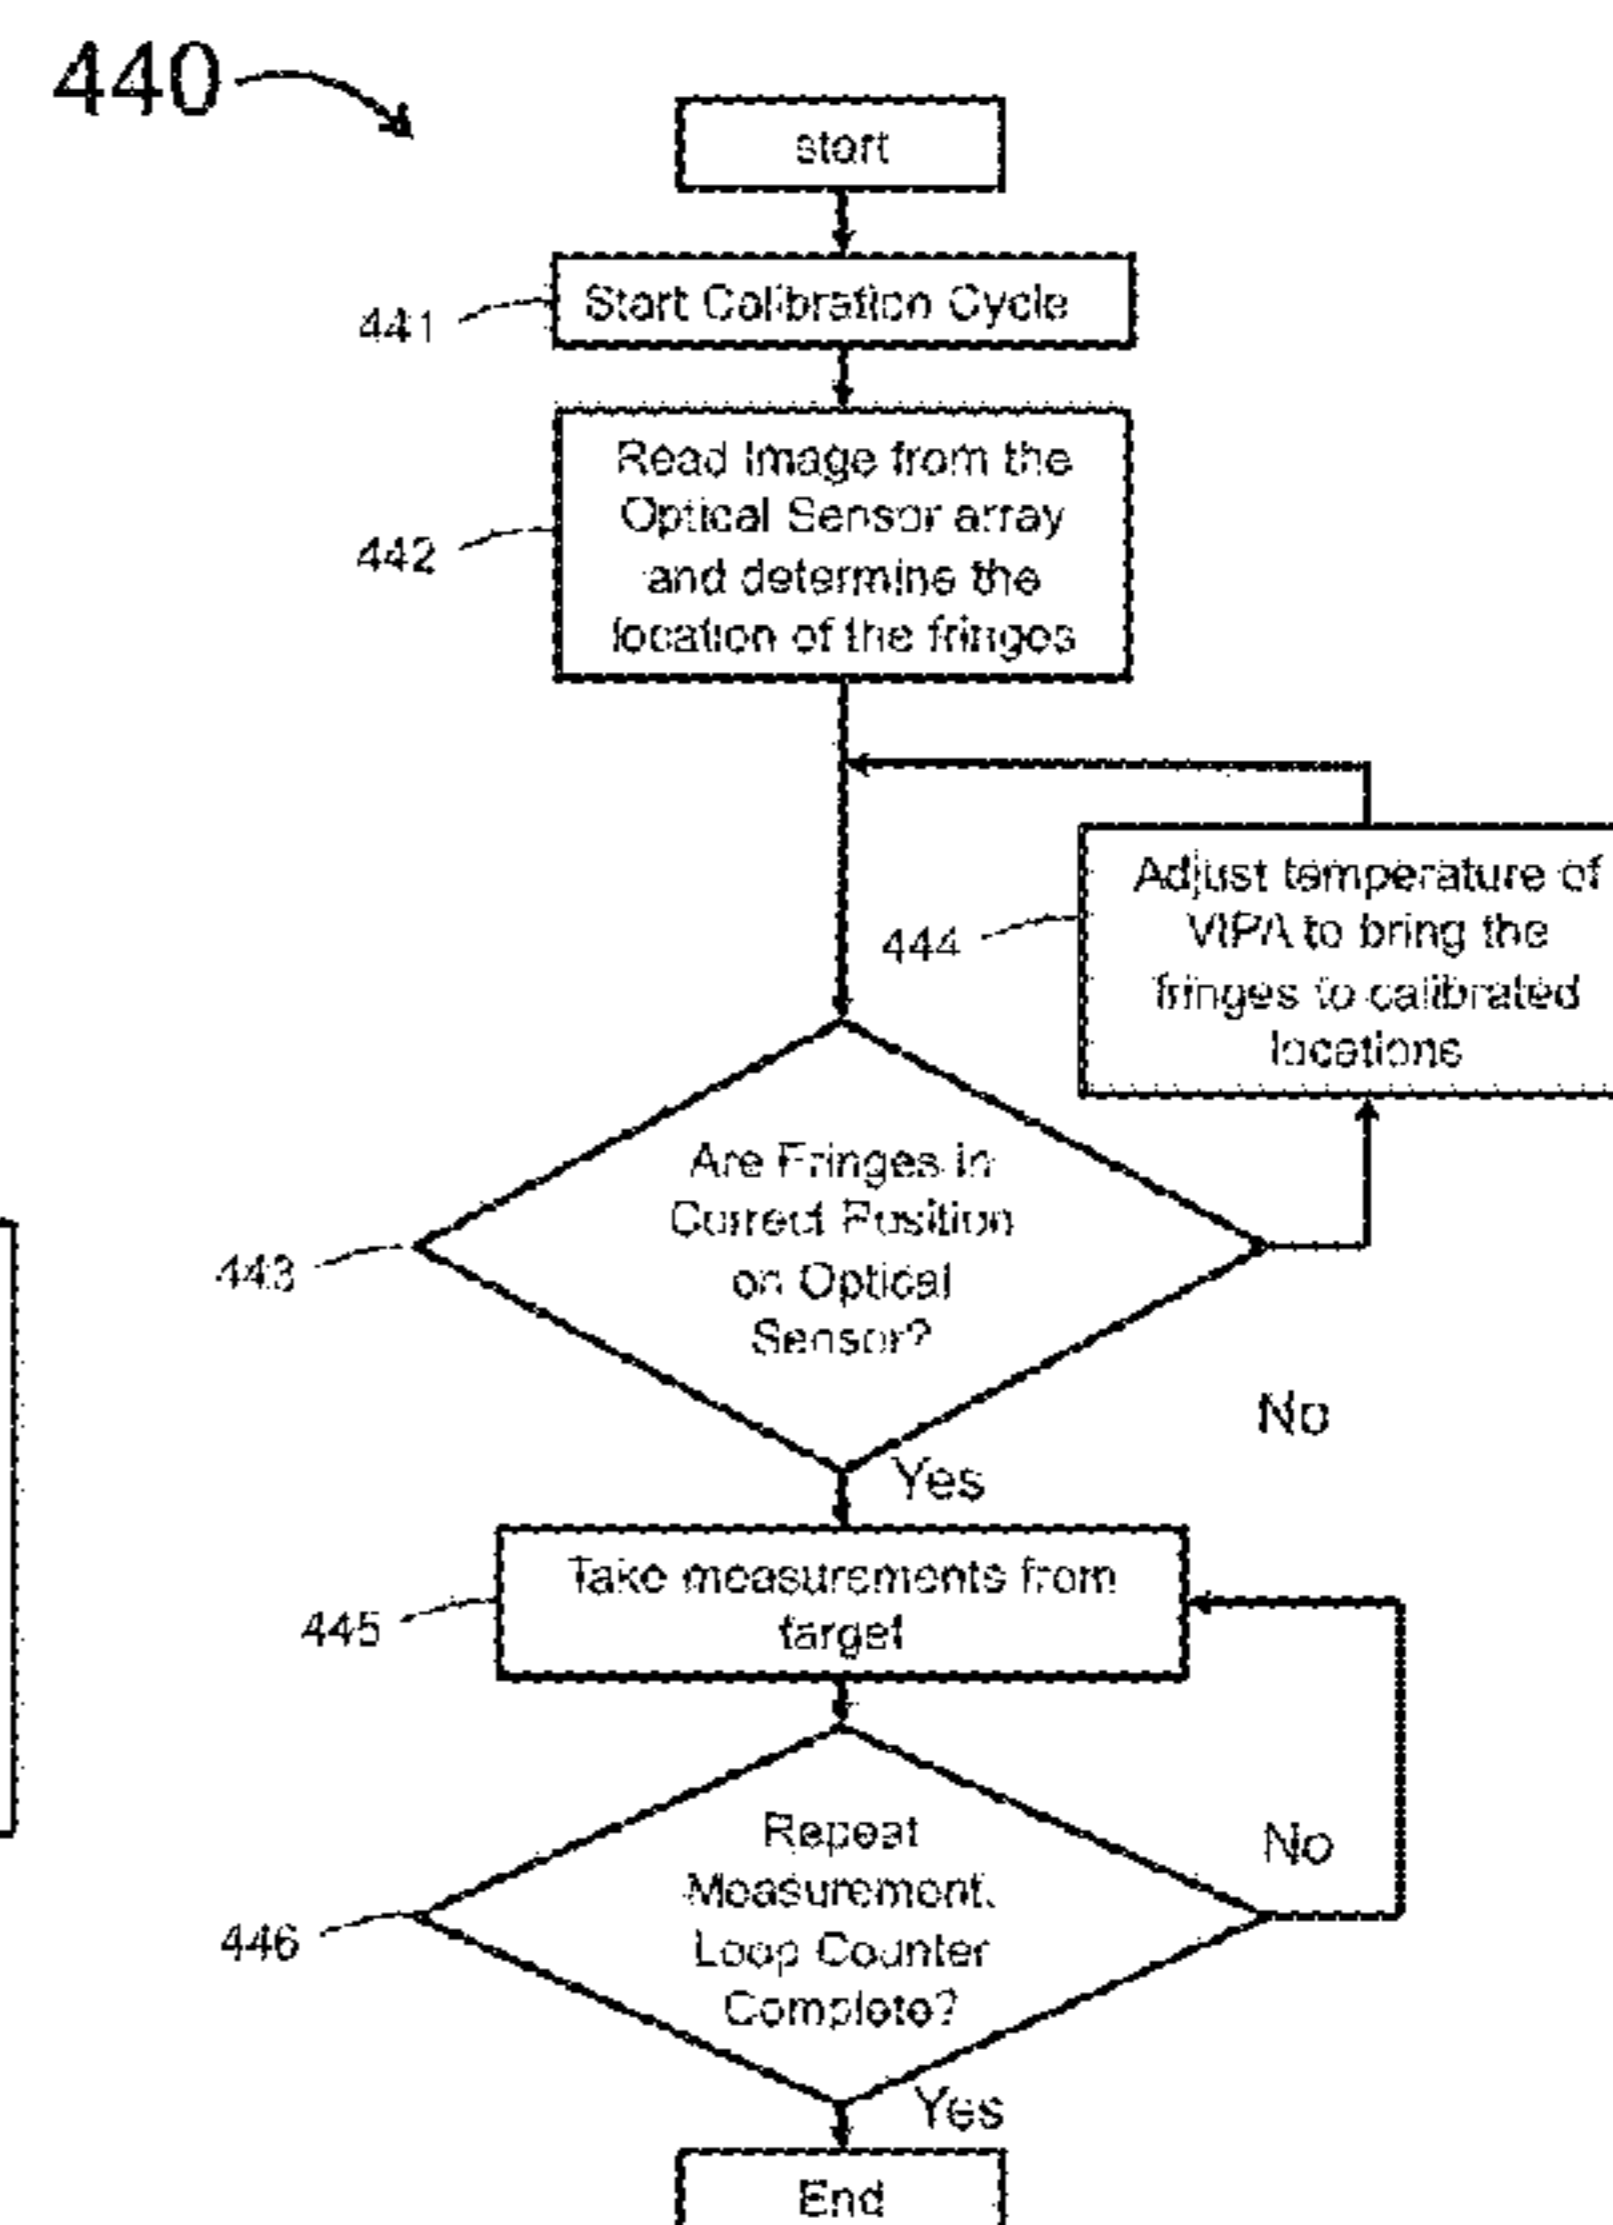 440
start
441
Start Calibration Cycle
442
Read Image from the
Optical Sensor array
and determine the
location of the fringes
444
Adjust temperature of
VIPA to bring the
fringes to calibrated
locations
443
Are Fringes in
Correct Position
on Optical
Sensor?
No
Yes
445
Take measurements from
target
446
Repeat
Measurement.
Loop Counter
Complete?
No
Yes
End